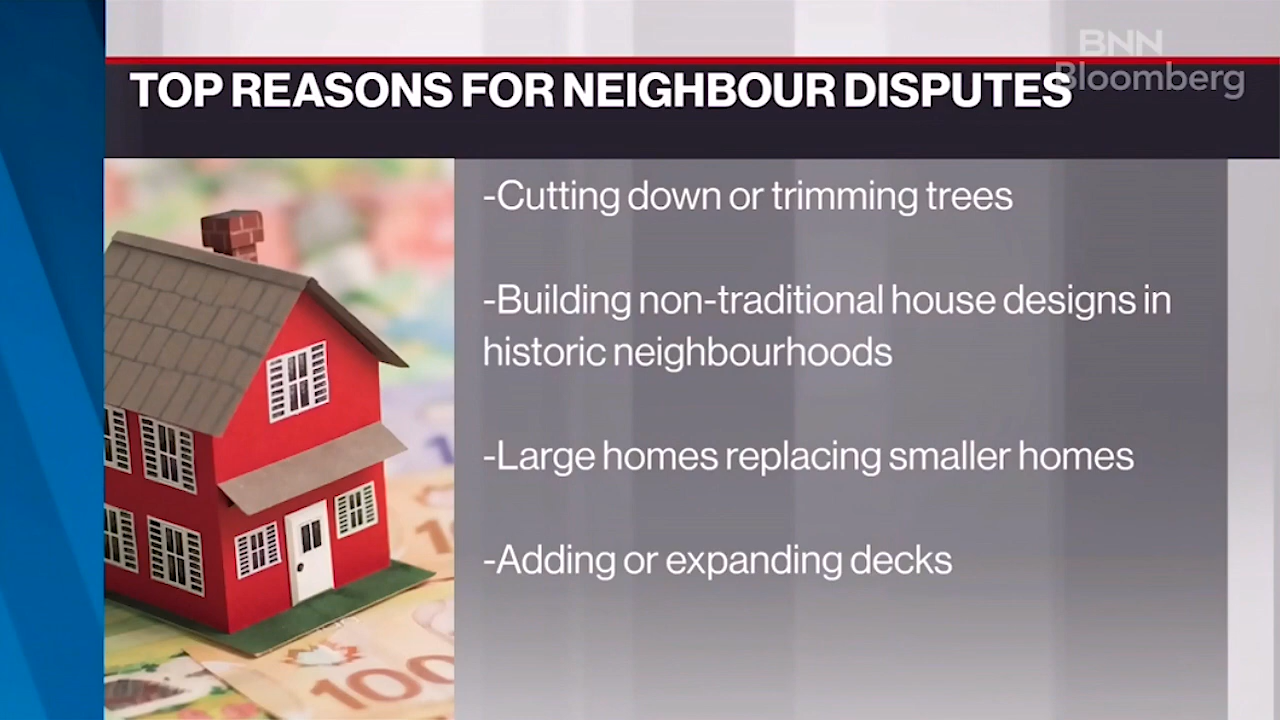 BNN
Bloomberg
TOP REASONS FOR NEIGHBOUR DISPUTES
-Cutting down or trimming trees
-Building non-traditional house designs in
historic neighbourhoods
-Large homes replacing smaller homes
-Adding or expanding decks
100